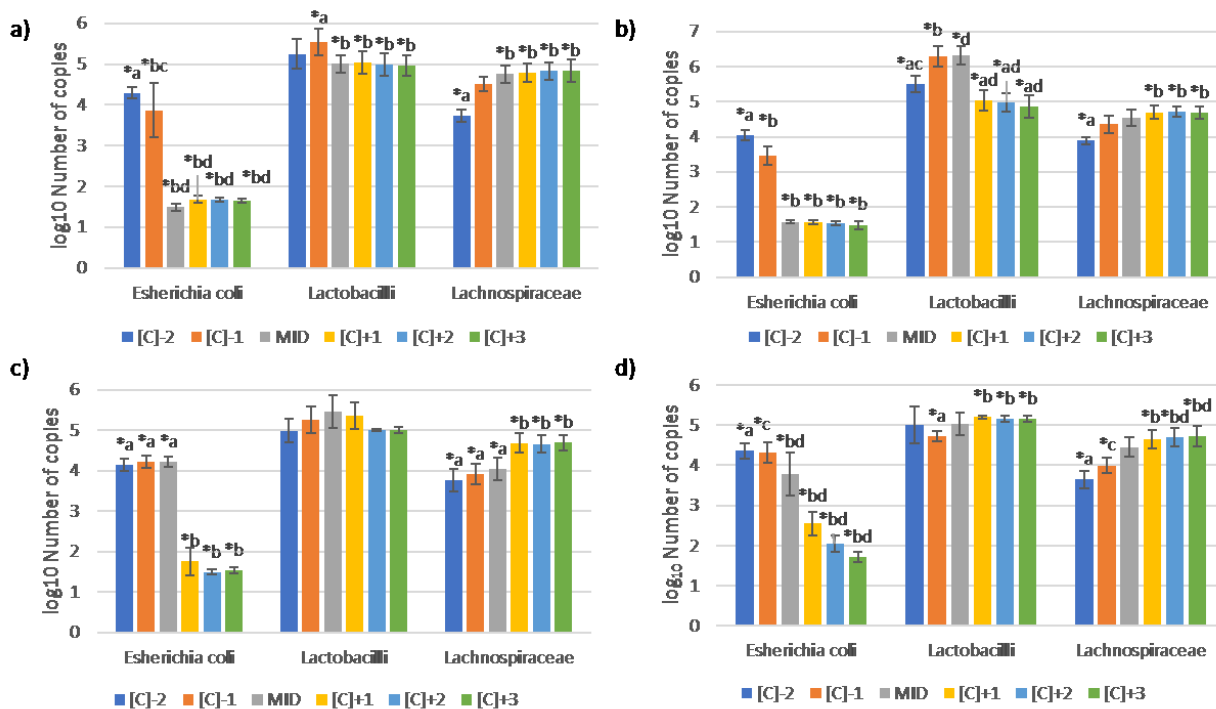 a)
log10 Number of copies
6
5
4
3
2
1
0
*a
*bc
*bd
*bd
*bd
*bd
*a
*b
*b
*b
*b
*a
*b
*b
*b
*b
Esherichia coli
Lactobacillii
Lachnospiraceae
[C]-2 [C]-1 MID [C]+1 [C]+2 [C]+3
b)
log10 Number of copies
7
6
5
4
3
2
1
0
*a
*b
*b
*b
*b
*b
*ac
*b
*d
*ad
*ad
*ad
*a
*b
*b
*b
Esherichia coli
Lactobacillii
Lachnospiraceae
[C]-2 [C]-1 MID [C]+1 [C]+2 [C]+3
c)
log10 Number of copies
6
5
4
3
2
1
0
*a
*a
*a
*b
*b
*b
*a
*a
*a
*b
*b
*b
Esherichia coli
Lactobacillii
Lachnospiraceae
[C]-2 [C]-1 MID [C]+1 [C]+2 [C]+3
d)
log₁₀ Number of copies
6
5
4
3
2
1
0
*a
*c
*bd
*bd
*bd
*bd
*a
*b
*b
*b
*a
*c
*b
*bd
*bd
Esherichia coli
Lactobacillii
Lachnospiraceae
[C]-2 [C]-1 MID [C]+1 [C]+2 [C]+3